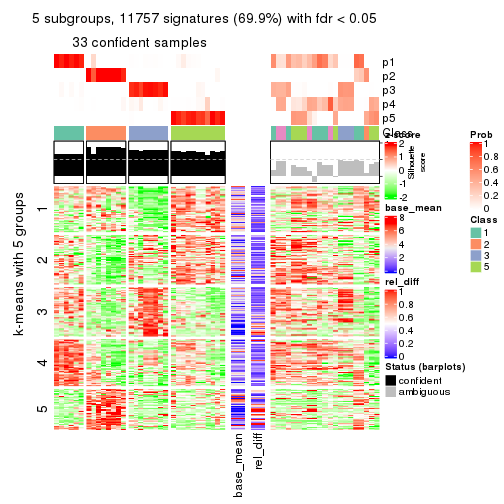 5 subgroups, 11757 signatures (69.9%) with fdr < 0.05
33 confident samples
p1
p2
p3
p4
p5
Class
z-score
2
1
0
-1
-2
Silhouette
score
base_mean
8
6
4
2
0
rel_diff
1
0.8
0.6
0.4
0.2
0
Status (barplots)
confident
ambiguous
Prob
1
0.8
0.6
0.4
0.2
0
Class
1
2
3
5
k-means with 5 groups
1
2
3
4
5
base_mean
rel_diff